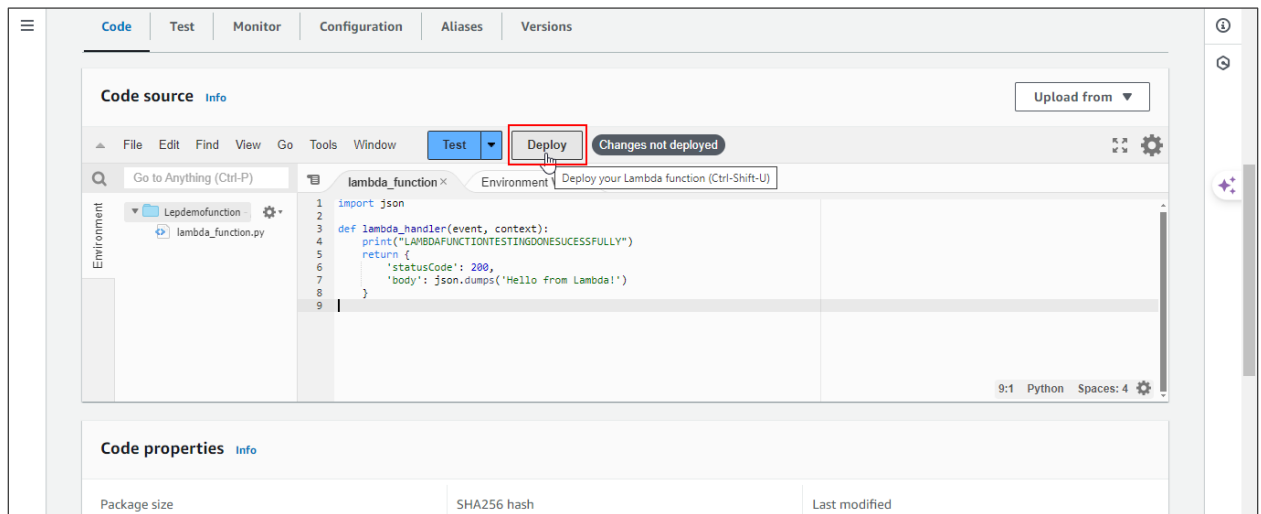 Code Test Monitor Configuration Aliases Versions
Code source Info
Upload from
File Edit Find View Go Tools Window Test Deploy Changes not deployed
Go to Anything (Ctrl-P)
lambda_function × Environment
Deploy your Lambda function (Ctrl-Shift-U)
Environment
Lepdemofunction
lambda_function.py
1 import json
2
3 def lambda_handler(event, context):
4 print("LAMBDAFUNCTIONTESTINGDONESUCESSFULLY")
5 return {
6 'statusCode': 200,
7 'body': json.dumps('Hello from Lambda!')
8 }
9
9:1 Python Spaces: 4
Code properties Info
Package size SHA256 hash Last modified